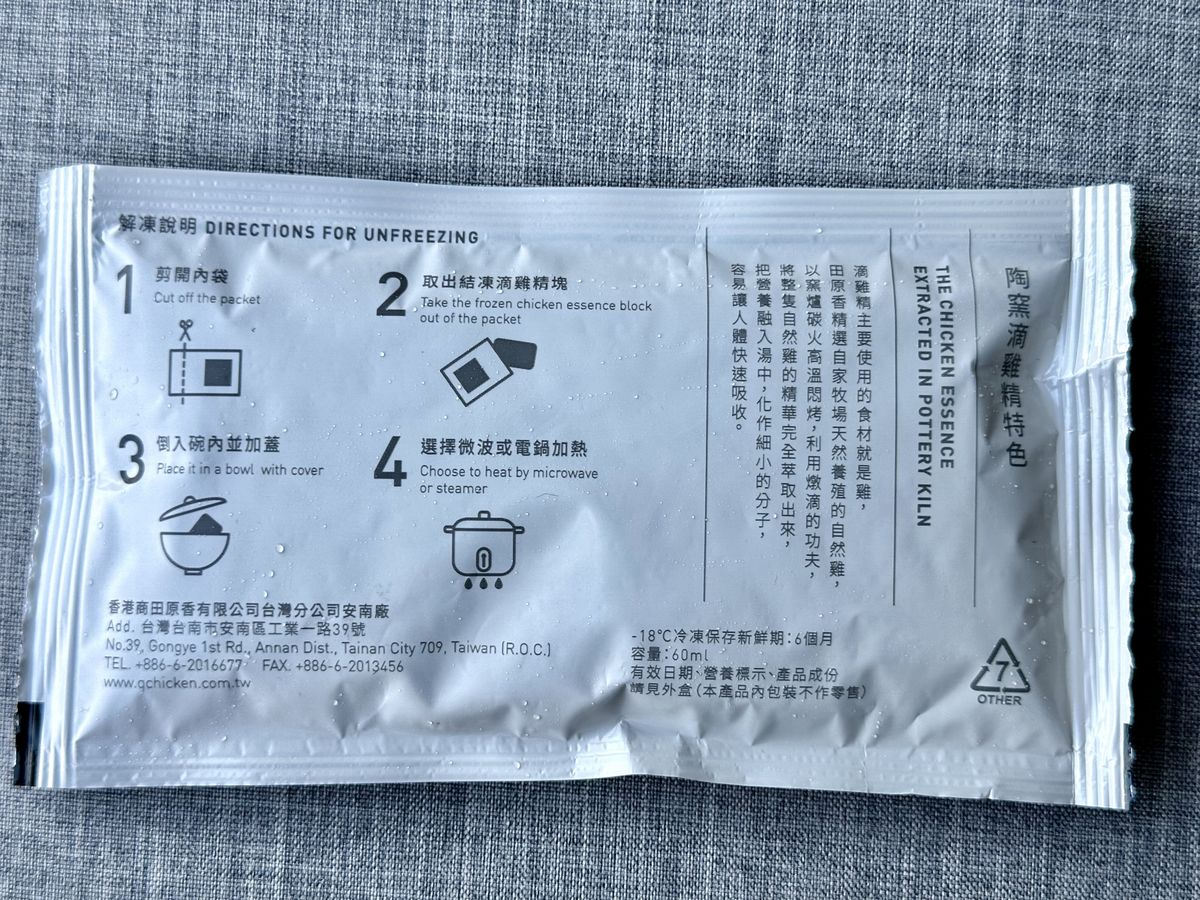 解凍說明 DIRECTIONS FOR UNFREEZING
1
剪開內袋
Cut off the packet
2
取出結凍滴雞精塊
Take the frozen chicken essence block
out of the packet
3
倒入碗內並加蓋
Place it in a bowl with cover
4
選擇微波或電鍋加熱
Choose to heat by microwave
or steamer
香港商田原香有限公司台灣分公司安南廠
Add. 台灣台南市安南區工業一路39號
No.39, Gongye 1st Rd., Annan Dist., Tainan City 709, Taiwan (R.O.C.)
TEL. +886-6-2016677 FAX. +886-6-2013456
www.qchicken.com.tw
陶窯滴雞精特色
THE CHICKEN ESSENCE
EXTRACTED IN POTTERY KILN
滴雞精主要使用的食材就是雞，
田原香精選自家牧場天然養殖的自然雞，
以窯爐碳火高溫悶烤，利用燉滴的功夫，
將整隻自然雞的精華完全萃取出來，
把營養融入湯中，化作細小的分子，
容易讓人體快速吸收。
-18°C冷凍保存新鮮期：6個月
容量：60ml
有效日期、營養標示、產品成份
請見外盒（本產品內包裝不作零售）
7
OTHER